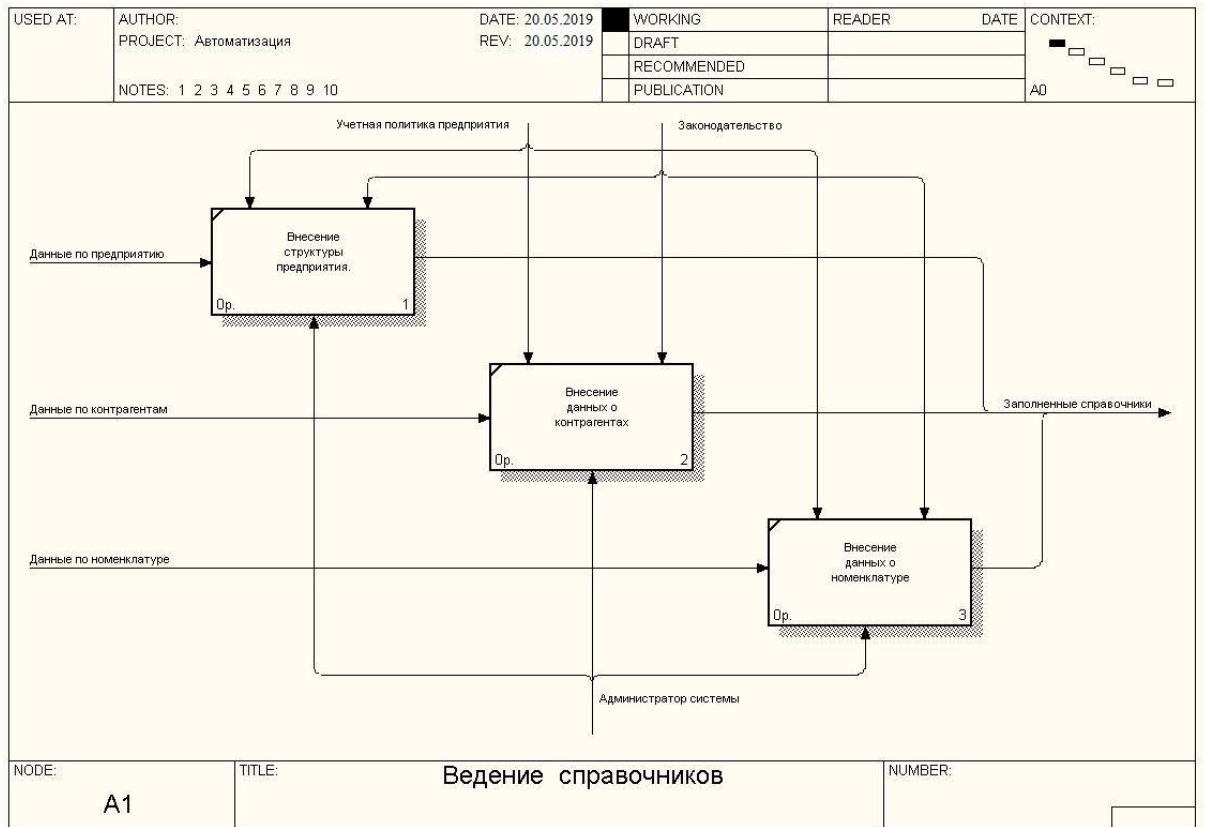 USED AT:
AUTHOR:
DATE: 20.05.2019
WORKING
READER
DATE
CONTEXT:
PROJECT: Автоматизация
REV: 20.05.2019
DRAFT
RECOMMENDED
NOTES: 1 2 3 4 5 6 7 8 9 10
PUBLICATION
A0
Учетная политика предприятия
Законодательство
Данные по предприятию
Внесение
структуры
предприятия.
0р.
1
Данные по контрагентам
Внесение
данных о
контрагентах
0р.
2
Заполненные справочники
Данные по номенклатуре
Внесение
данных о
номенклатуре
0р.
3
Администратор системы
NODE:
A1
TITLE:
Ведение справочников
NUMBER: